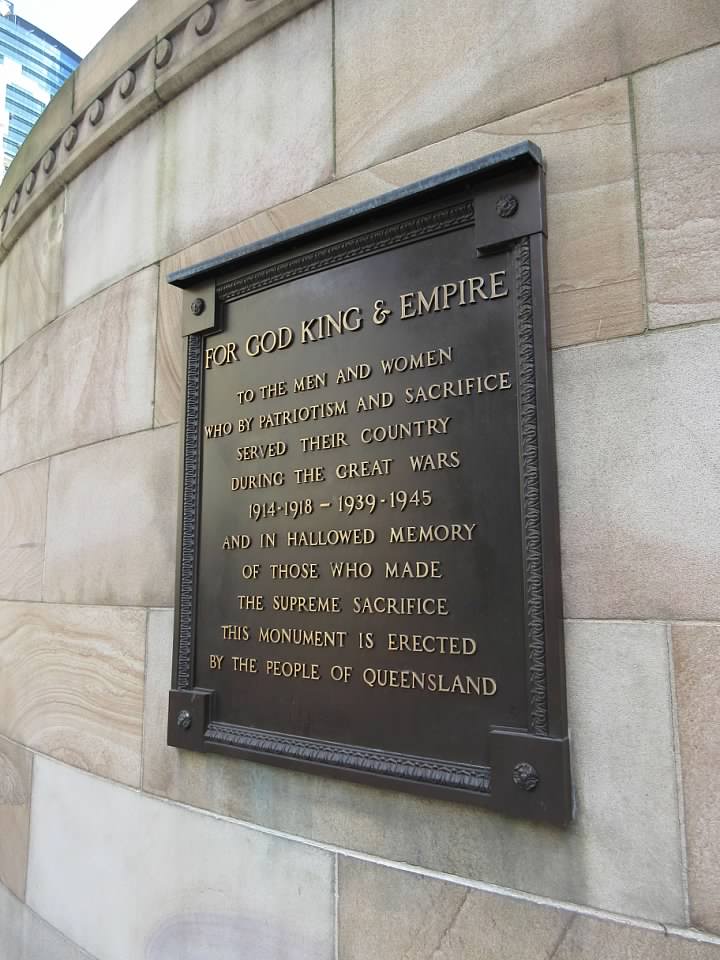 FOR GOD KING & EMPIRE
TO THE MEN AND WOMEN
WHO BY PATRIOTISM AND SACRIFICE
SERVED THEIR COUNTRY
DURING THE GREAT WARS
1914-1918 – 1939-1945
AND IN HALLOWED MEMORY
OF THOSE WHO MADE
THE SUPREME SACRIFICE
THIS MONUMENT IS ERECTED
BY THE PEOPLE OF QUEENSLAND